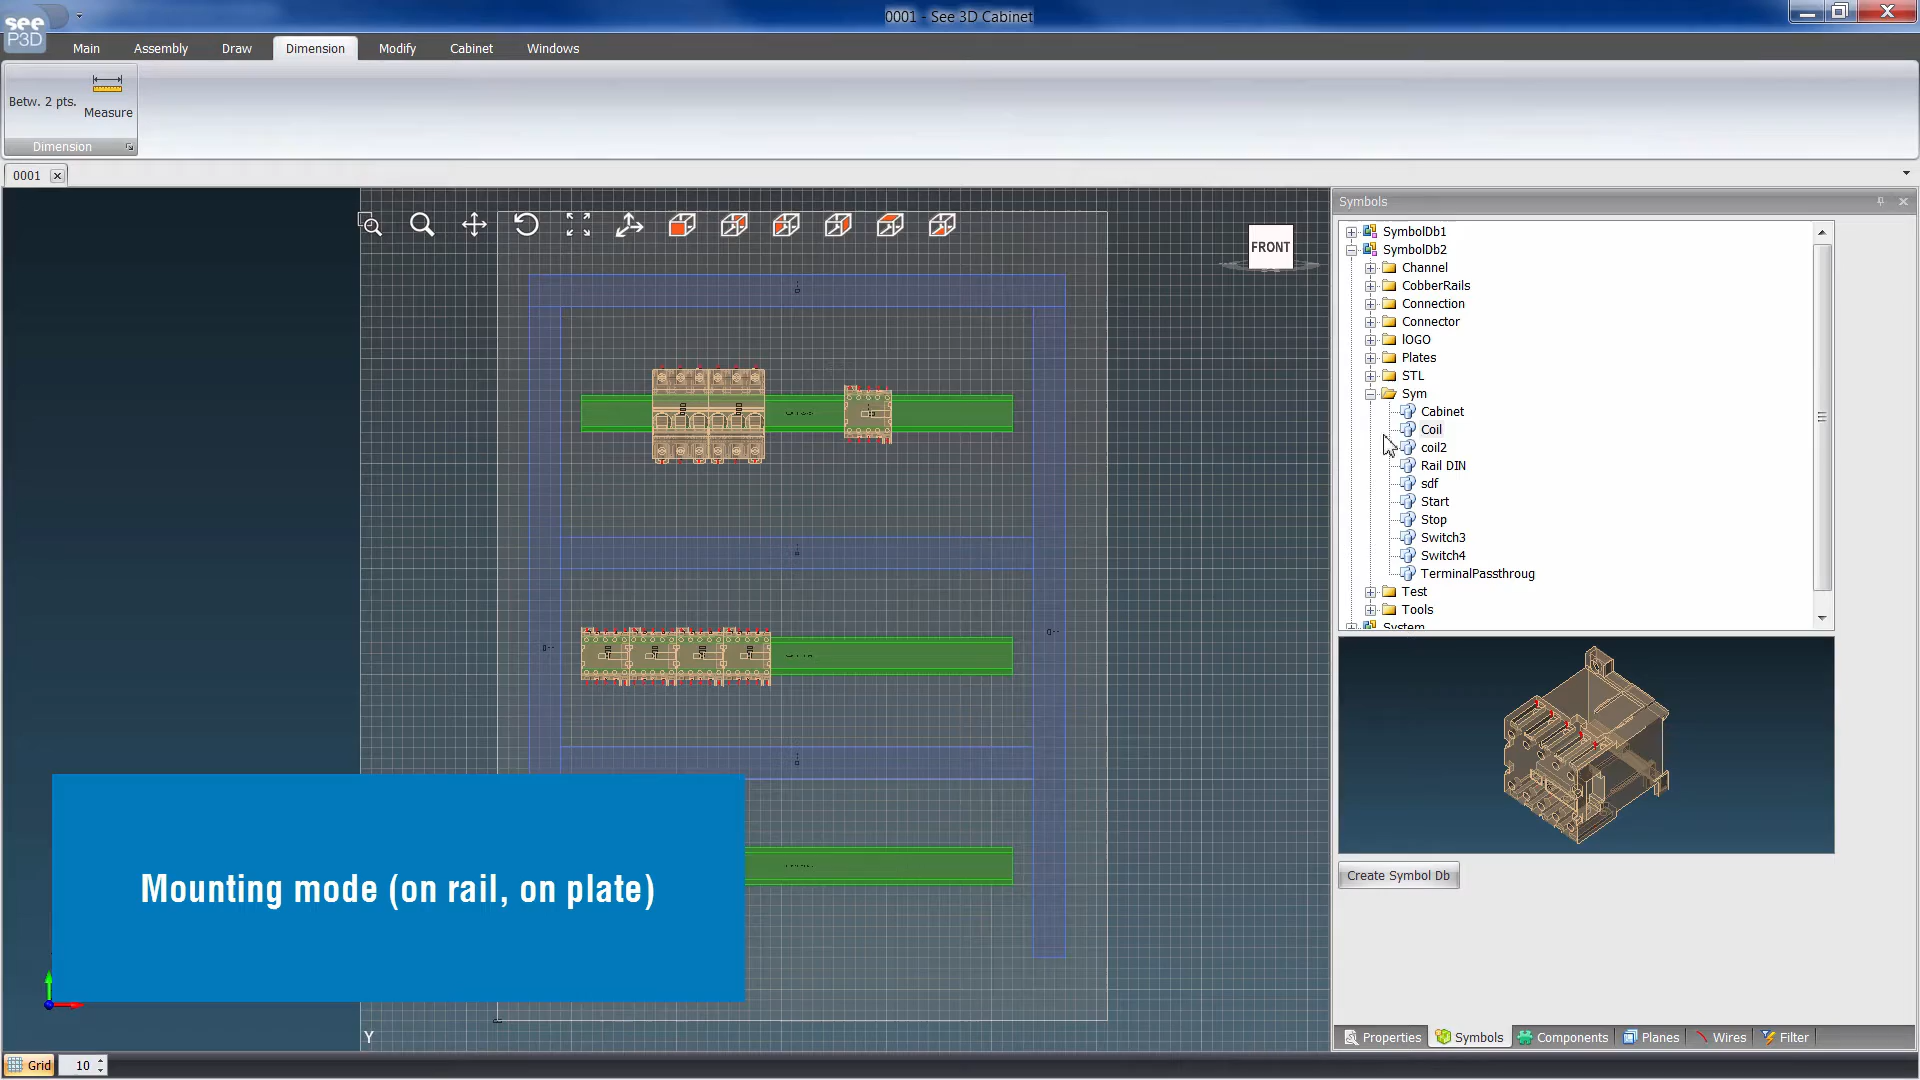 see
P3D
0001 - See 3D Cabinet
Main
Assembly
Draw
Dimension
Modify
Cabinet
Windows
Betw. 2 pts.
Measure
Dimension
0001
FRONT
Symbols
SymbolDb1
SymbolDb2
Channel
CobberRails
Connection
Connector
lOGO
Plates
STL
Sym
Cabinet
Coil
coil2
Rail DIN
sdf
Start
Stop
Switch3
Switch4
TerminalPassthroug
Test
Tools
System
Create Symbol Db
Mounting mode (on rail, on plate)
Y
Properties
Symbols
Components
Planes
Wires
Filter
Grid
10